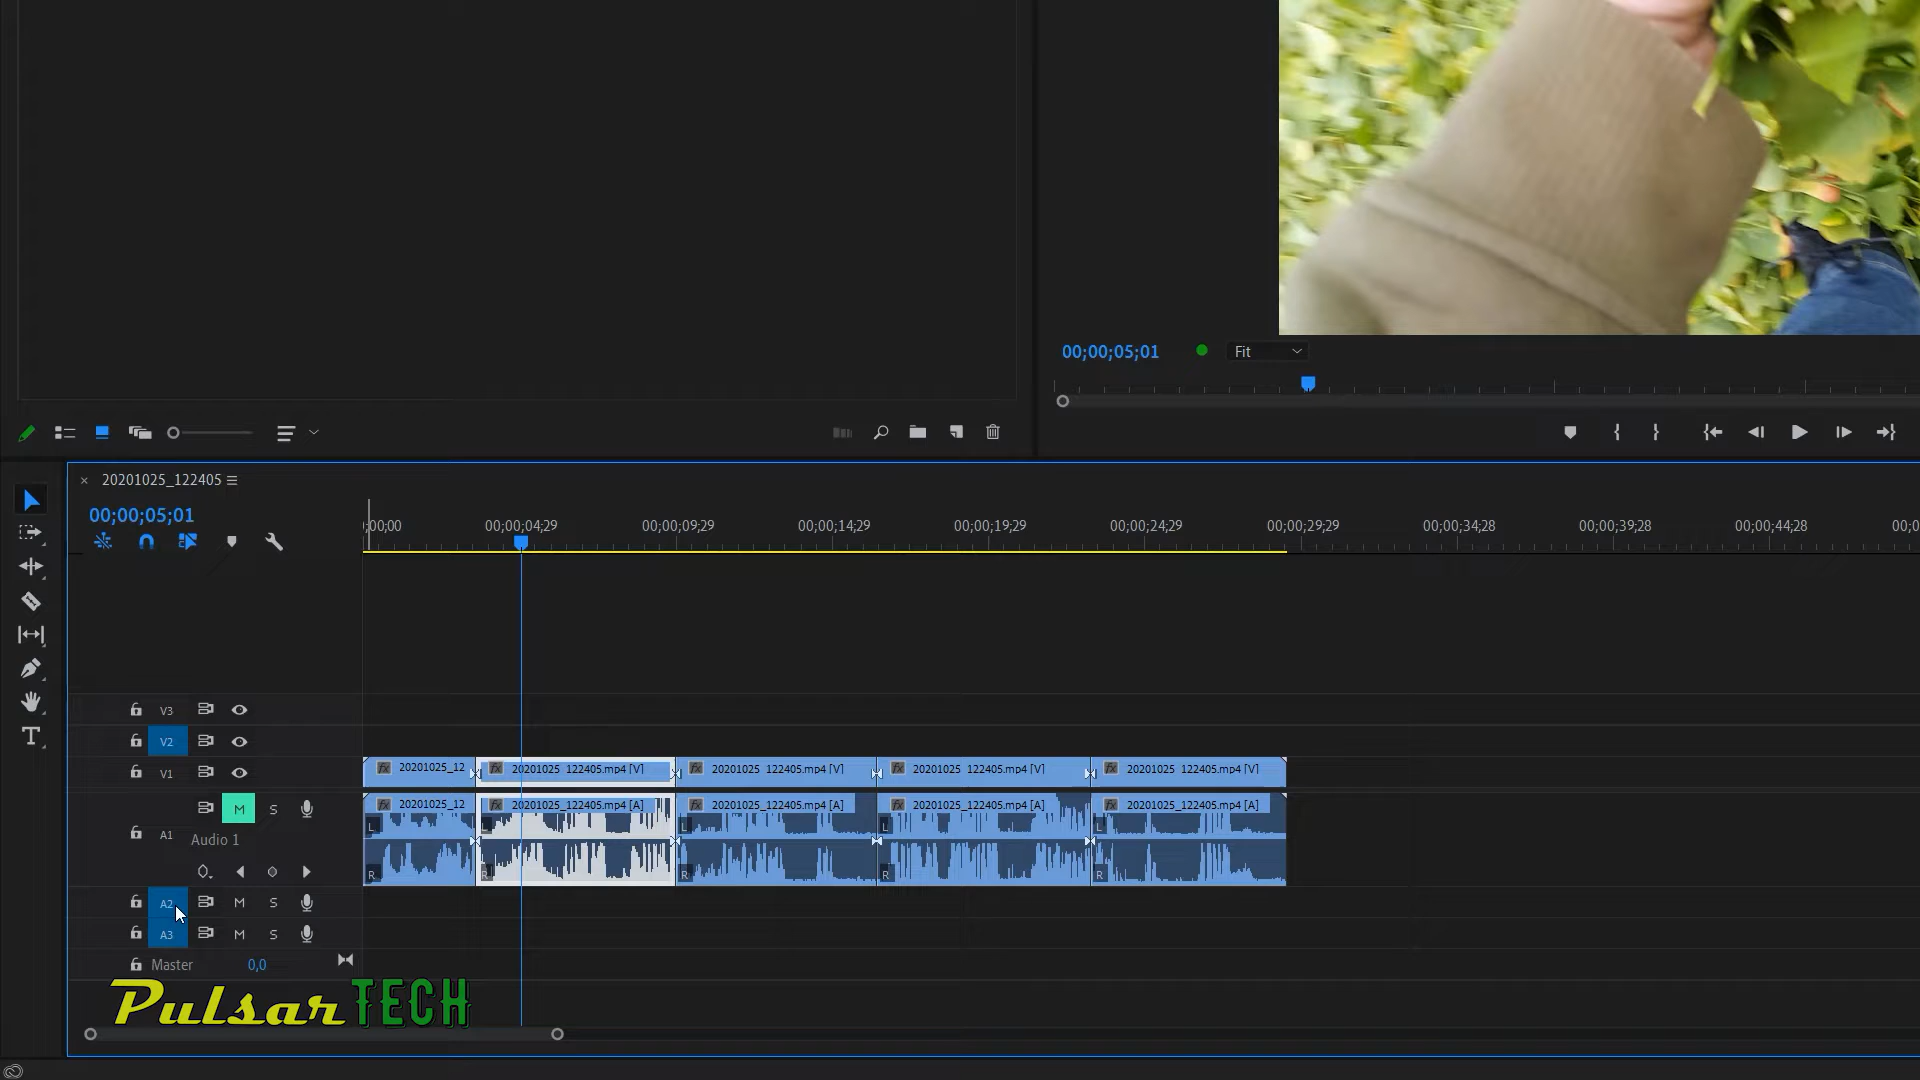 00;00;05;01
Fit
20201025_122405
00;00;05;01
;00;00
00;00;04;29
00;00;09;29
00;00;14;29
00;00;19;29
00;00;24;29
00;00;29;29
00;00;34;28
00;00;39;28
00;00;44;28
00;0
V3
V2
V1
20201025_12
20201025_122405.mp4 [V]
20201025_122405.mp4 [V]
20201025_122405.mp4 [V]
20201025_122405.mp4 [V]
M
S
20201025_12
20201025_122405.mp4 [A]
20201025_122405.mp4 [A]
20201025_122405.mp4 [A]
20201025_122405.mp4 [A]
L
L
L
L
L
A1
Audio 1
R
R
R
R
R
A2
M
S
A3
M
S
Master
0,0
Pulsar TECH